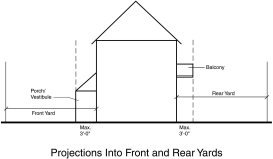 Balcony
Porch/
Vestibule
Rear Yard
Front Yard
Max.
3'-0"
Max.
3'-0"
Projections Into Front and Rear Yards